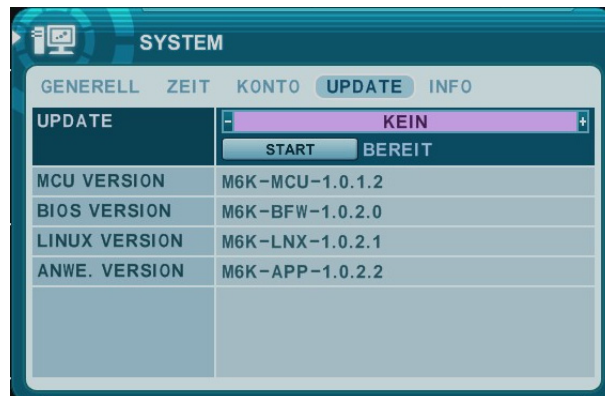 SYSTEM
GENERELL ZEIT KONTO UPDATE INFO
UPDATE - KEIN +
START BEREIT
MCU VERSION M6K-MCU-1.0.1.2
BIOS VERSION M6K-BFW-1.0.2.0
LINUX VERSION M6K-LNX-1.0.2.1
ANWE. VERSION M6K-APP-1.0.2.2